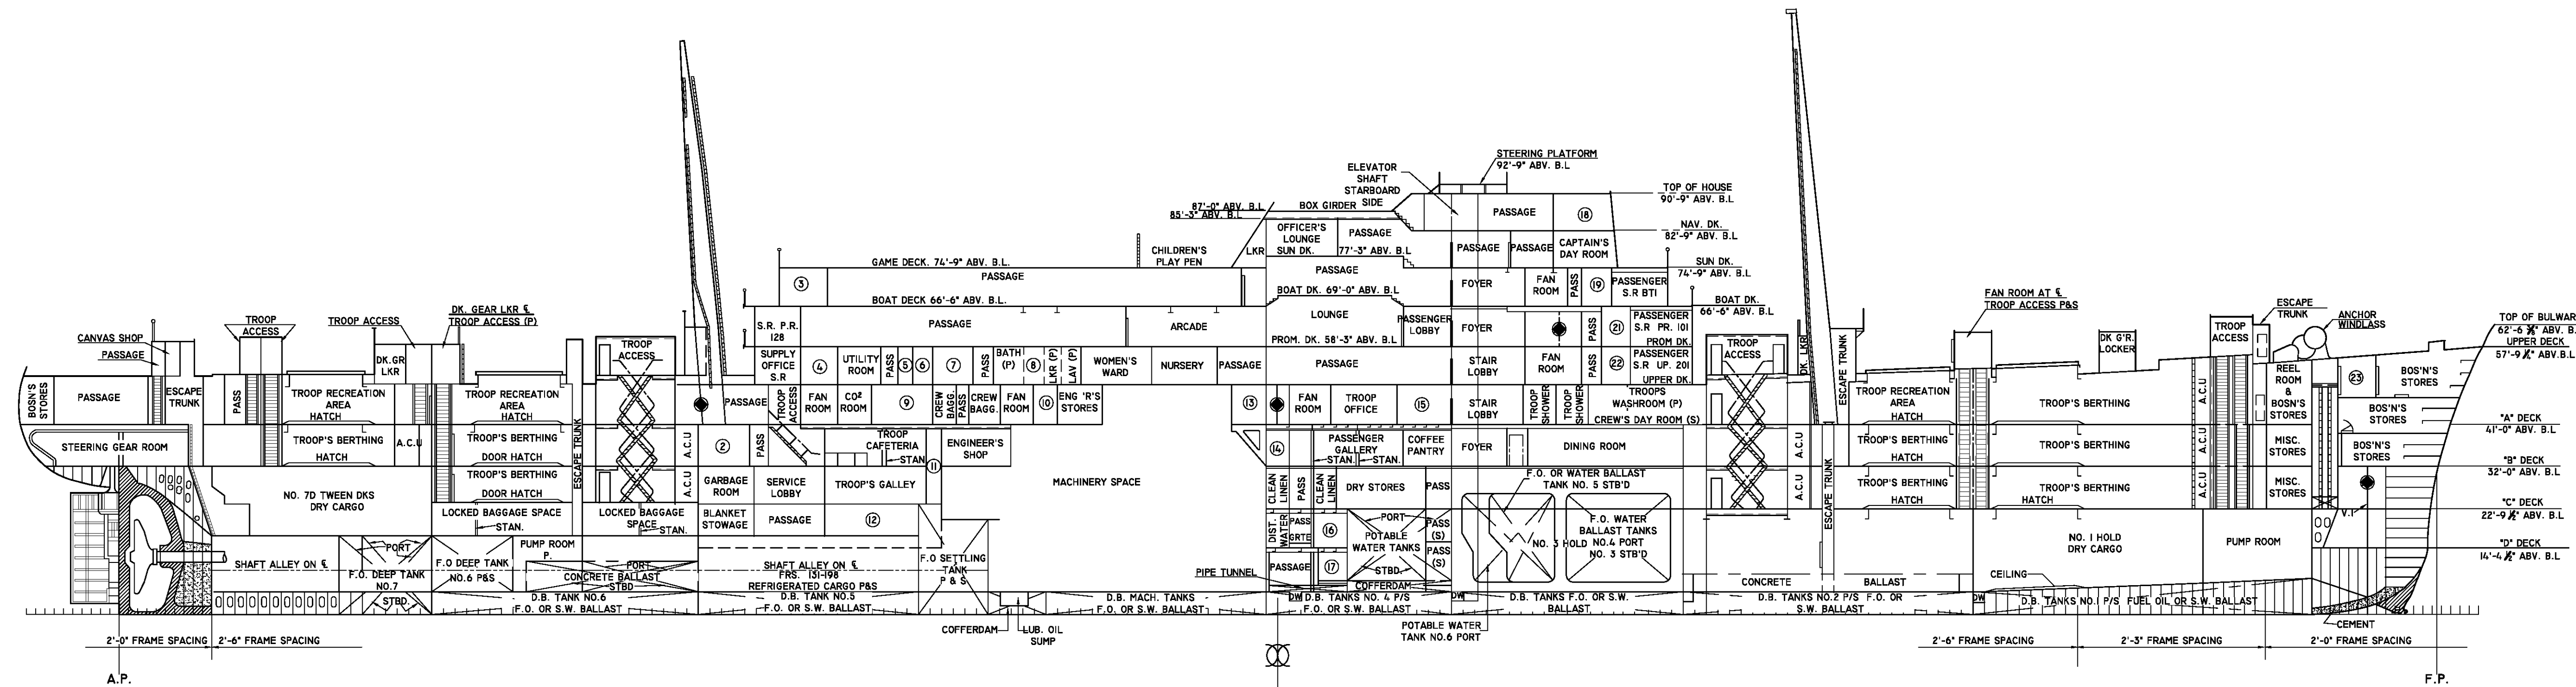 STEERING PLATFORM
92'-9" ABV. B.L
ELEVATOR
SHAFT
STARBOARD
SIDE
TOP OF HOUSE
90'-9" ABV. B.L
87'-0" ABV. B.L
85'-3" ABV. B.L
BOX GIRDER
PASSAGE
18
OFFICER'S
LOUNGE
SUN DK.
PASSAGE
77'-3" ABV. B.L
NAV. DK.
82'-9" ABV. B.L
CHILDREN'S
PLAY PEN
LKR
PASSAGE
PASSAGE
CAPTAIN'S
DAY ROOM
GAME DECK. 74'-9" ABV. B.L.
3
PASSAGE
PASSAGE
FOYER
FAN
ROOM
PASS
19
PASSENGER
S.R BT1
SUN DK.
74'-9" ABV. B.L
BOAT DECK 66'-6" ABV. B.L.
BOAT DK. 69'-0" ABV. B.L
BOAT DK.
66'-6" ABV. B.L
S.R. P.R.
128
PASSAGE
ARCADE
LOUNGE
PASSENGER
LOBBY
FOYER
PASS
21
PASSENGER
S.R PR. 101
PROM DK.
PROM. DK. 58'-3" ABV. B.L
SUPPLY
OFFICE
S.R
4
UTILITY
ROOM
PASS
5
6
7
PASS
BATH
(P)
8
LKR (P)
LAV (P)
WOMEN'S
WARD
NURSERY
PASSAGE
PASSAGE
STAIR
LOBBY
FAN
ROOM
PASS
22
PASSENGER
S.R UP. 201
UPPER DK.
CANVAS SHOP
PASSAGE
TROOP
ACCESS
TROOP ACCESS
DK. GEAR LKR ℄
TROOP ACCESS (P)
DK.GR
LKR
TROOP
ACCESS
TROOP
ACCESS
DK LKR
ESCAPE TRUNK
FAN ROOM AT ℄
TROOP ACCESS P&S
DK G'R.
LOCKER
TROOP
ACCESS
ESCAPE
TRUNK
ANCHOR
WINDLASS
TOP OF BULWAR
UPPER DECK
BOSN'S
STORES
PASSAGE
ESCAPE
TRUNK
PASS
TROOP RECREATION
AREA
HATCH
TROOP RECREATION
AREA
HATCH
ESCAPE TRUNK
PASSAGE
TROOP
ACCESS
FAN
ROOM
CO²
ROOM
9
CREW
BAGG.
PASS
CREW
BAGG.
FAN
ROOM
10
ENG 'R'S
STORES
13
FAN
ROOM
TROOP
OFFICE
15
STAIR
LOBBY
TROOP
SHOWER
TROOP
SHOWER
TROOPS
WASHROOM (P)
CREW'S DAY ROOM (S)
TROOP RECREATION
AREA
HATCH
TROOP'S BERTHING
A.C.U
REEL
ROOM
&
BOSN'S
STORES
23
BOS'N'S
STORES
BOS'N'S
STORES
"A" DECK
41'-0" ABV. B.L
STEERING GEAR ROOM
TROOP'S BERTHING
HATCH
A.C.U
TROOP'S BERTHING
DOOR HATCH
A.C.U
2
PASS
TROOP
CAFETERIA
STAN.
11
ENGINEER'S
SHOP
14
PASSENGER
GALLERY
STAN.
STAN.
COFFEE
PANTRY
FOYER
DINING ROOM
A.C.U
TROOP'S BERTHING
HATCH
TROOP'S BERTHING
A.C.U
MISC.
STORES
BOS'N'S
STORES
"B" DECK
32'-0" ABV. B.L
NO. 7D TWEEN DKS
DRY CARGO
TROOP'S BERTHING
DOOR HATCH
A.C.U
GARBAGE
ROOM
SERVICE
LOBBY
TROOP'S GALLEY
MACHINERY SPACE
CLEAN
LINEN
PASS
CLEAN
LINEN
DRY STORES
PASS
F.O. OR WATER BALLAST
TANK NO. 5 STB'D
A.C.U
ESCAPE TRUNK
TROOP'S BERTHING
HATCH
TROOP'S BERTHING
HATCH
A.C.U
MISC.
STORES
V.P
"C" DECK
22'-9 ½" ABV. B.L
LOCKED BAGGAGE SPACE
STAN.
LOCKED BAGGAGE
SPACE
STAN.
BLANKET
STOWAGE
PASSAGE
12
DIST.
WATER
PASS
GRTE
16
PORT
POTABLE
WATER TANKS
STBD.
PASS
(S)
PASS
(S)
F.O. WATER
BALLAST TANKS
NO.4 PORT
NO. 3 STB'D
NO. 3 HOLD
NO. 1 HOLD
DRY CARGO
PUMP ROOM
"D" DECK
14'-4 ½" ABV. B.L
SHAFT ALLEY ON ℄
PORT
F.O. DEEP TANK
NO.7
STBD.
F.O DEEP TANK
NO.6 P&S
PUMP ROOM
P.
PORT
CONCRETE BALLAST
STBD
SHAFT ALLEY ON ℄
FRS. 131-198
REFRIGERATED CARGO P&S
F.O SETTLING
TANK
P & S
PIPE TUNNEL
PASSAGE
17
COFFERDAM
CONCRETE
BALLAST
CEILING
D.B. TANK NO.6
F.O. OR S.W. BALLAST
D.B. TANK NO.5
F.O. OR S.W. BALLAST
D.B. MACH. TANKS
F.O. OR S.W. BALLAST
DW
D.B. TANKS NO. 4 P/S
F.O. OR S.W. BALLAST
DW
D.B. TANKS F.O. OR S.W.
BALLAST
D.B. TANKS NO.2 P/S F.O. OR
S.W. BALLAST
DW
D.B. TANKS NO.1 P/S FUEL OIL OR S.W. BALLAST
COFFERDAM
LUB. OIL
SUMP
POTABLE WATER
TANK NO.6 PORT
CEMENT
2'-0" FRAME SPACING
2'-6" FRAME SPACING
2'-6" FRAME SPACING
2'-3" FRAME SPACING
2'-0" FRAME SPACING
A.P.
F.P.